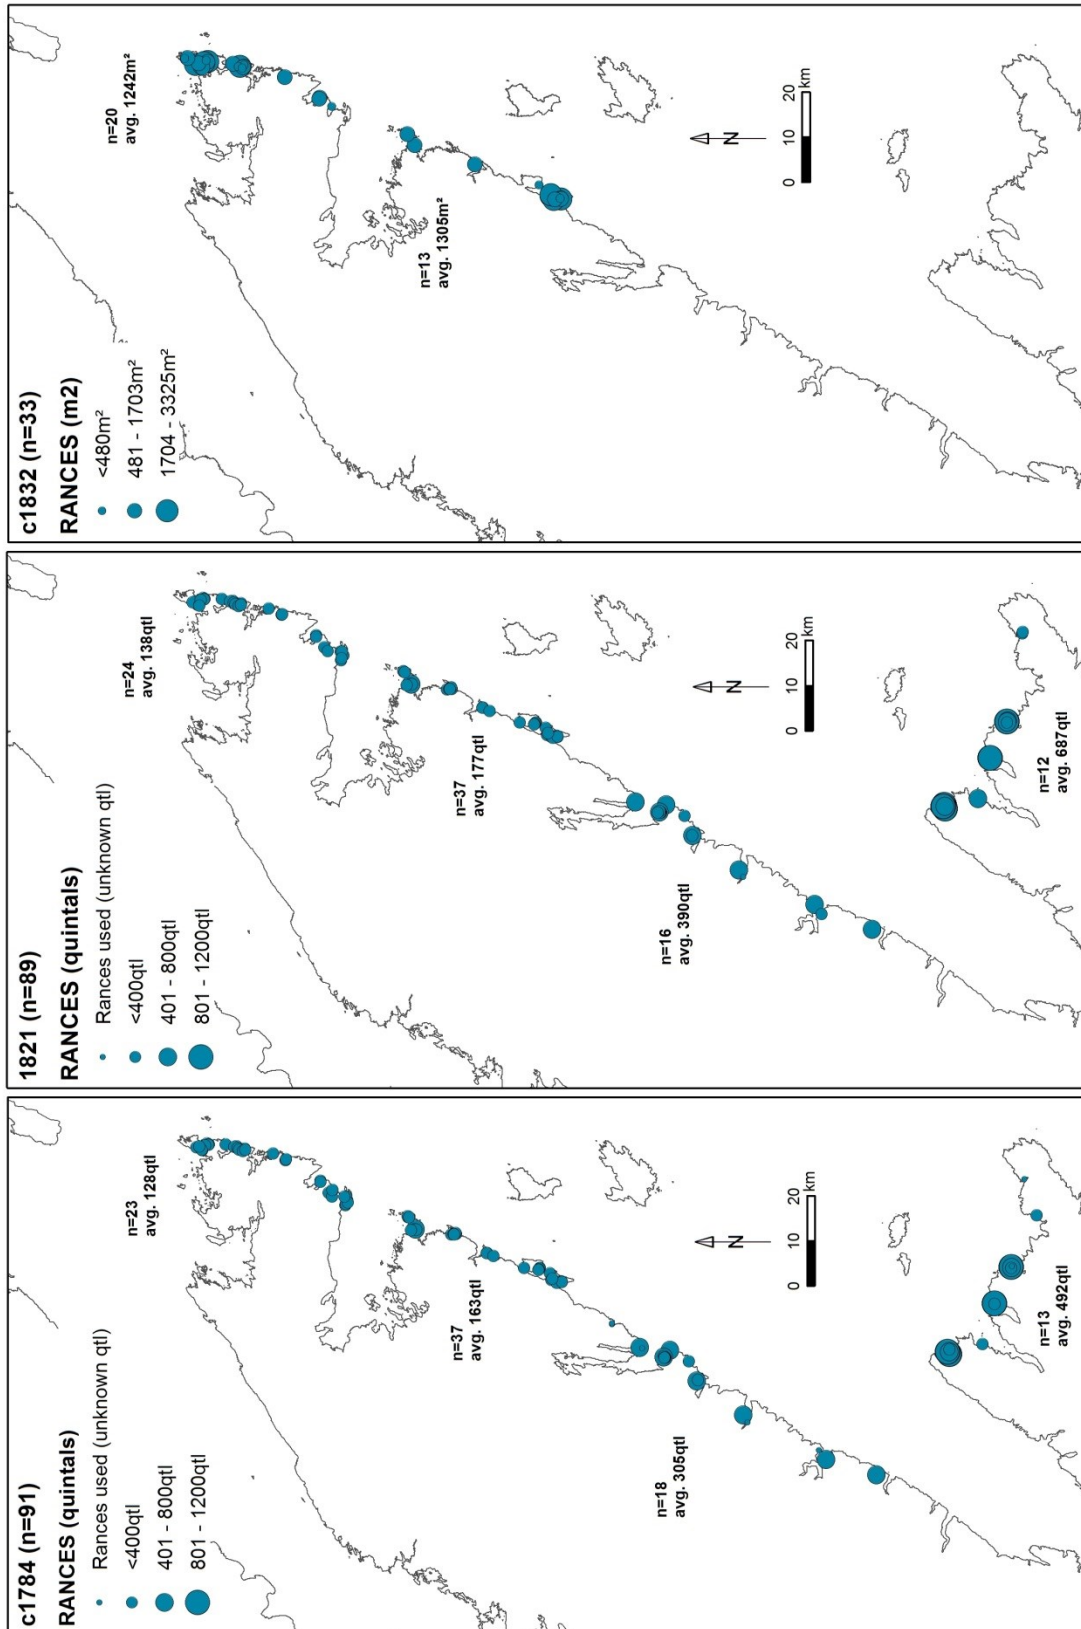 c1784 (n=91)
RANCES (quintals)
Rances used (unknown qtl)
<400qtl
401 - 800qtl
801 - 1200qtl
n=23
avg. 128qtl
n=37
avg. 163qtl
n=18
avg. 305qtl
n=13
avg. 492qtl
N
0 10 20
km
1821 (n=89)
RANCES (quintals)
Rances used (unknown qtl)
<400qtl
401 - 800qtl
801 - 1200qtl
n=24
avg. 138qtl
n=37
avg. 177qtl
n=16
avg. 390qtl
n=12
avg. 687qtl
N
0 10 20
km
c1832 (n=33)
RANCES (m2)
<480m²
481 - 1703m²
1704 - 3325m²
n=20
avg. 1242m²
n=13
avg. 1305m²
N
0 10 20
km